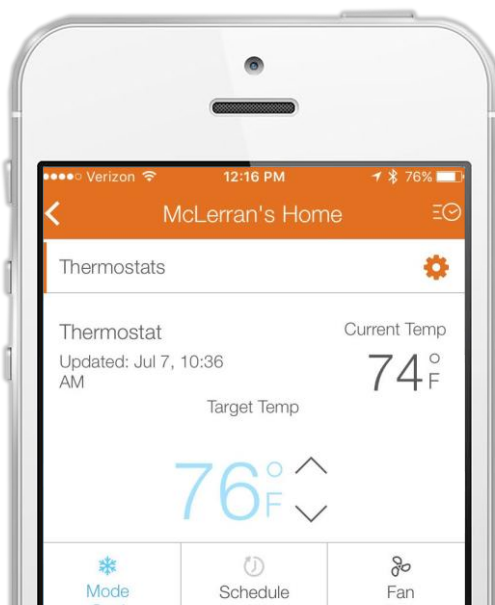 Verizon 12:16 PM 76%
McLerran's Home
Thermostats
Thermostat
Current Temp
Updated: Jul 7, 10:36
AM
74°F
Target Temp
76°F
Mode Schedule Fan